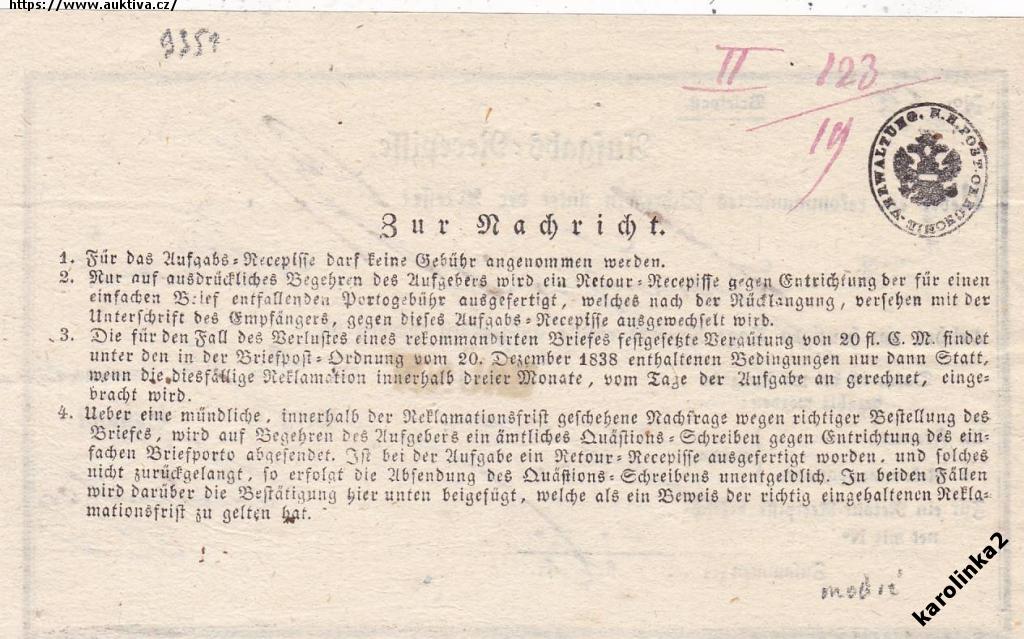 https://www.auktiva.cz/
9351
II 123
19
K. K. POST-OEKONOMIE-VERWALTUNG.
Zur Nachricht.
1. Für das Aufgabs-Recepisse darf keine Gebühr angenommen werden.
2. Nur auf ausdrückliches Begehren des Aufgebers wird ein Retour-Recepisse gegen Entrichtung der für einen
einfachen Brief entfallenden Portogebühr ausgefertigt, welches nach der Rücklangung, versehen mit der
Unterschrift des Empfängers, gegen dieses Aufgabs-Recepisse ausgewechselt wird.
3. Die für den Fall des Verlustes eines rekommandirten Briefes festgesetzte Vergütung von 20 fl. C. M. findet
unter den in der Briefpost-Ordnung vom 20. Dezember 1838 enthaltenen Bedingungen nur dann Statt,
wenn die diesfällige Reklamation innerhalb dreier Monate, vom Tage der Aufgabe an gerechnet, einge-
bracht wird.
4. Ueber eine mündliche, innerhalb der Reklamationsfrist geschehene Nachfrage wegen richtiger Bestellung des
Briefes, wird auf Begehren des Aufgebers ein ämtliches Quästions-Schreiben gegen Entrichtung des ein-
fachen Briefporto abgesendet. Ist bei der Aufgabe ein Retour-Recepisse ausgefertigt worden, und solches
nicht zurückgelangt, so erfolgt die Absendung des Quästions-Schreibens unentgeldlich. In beiden Fällen
wird darüber die Bestätigung hier unten beigefügt, welche als ein Beweis der richtig eingehaltenen Rekla-
mationsfrist zu gelten hat.
karolinka2